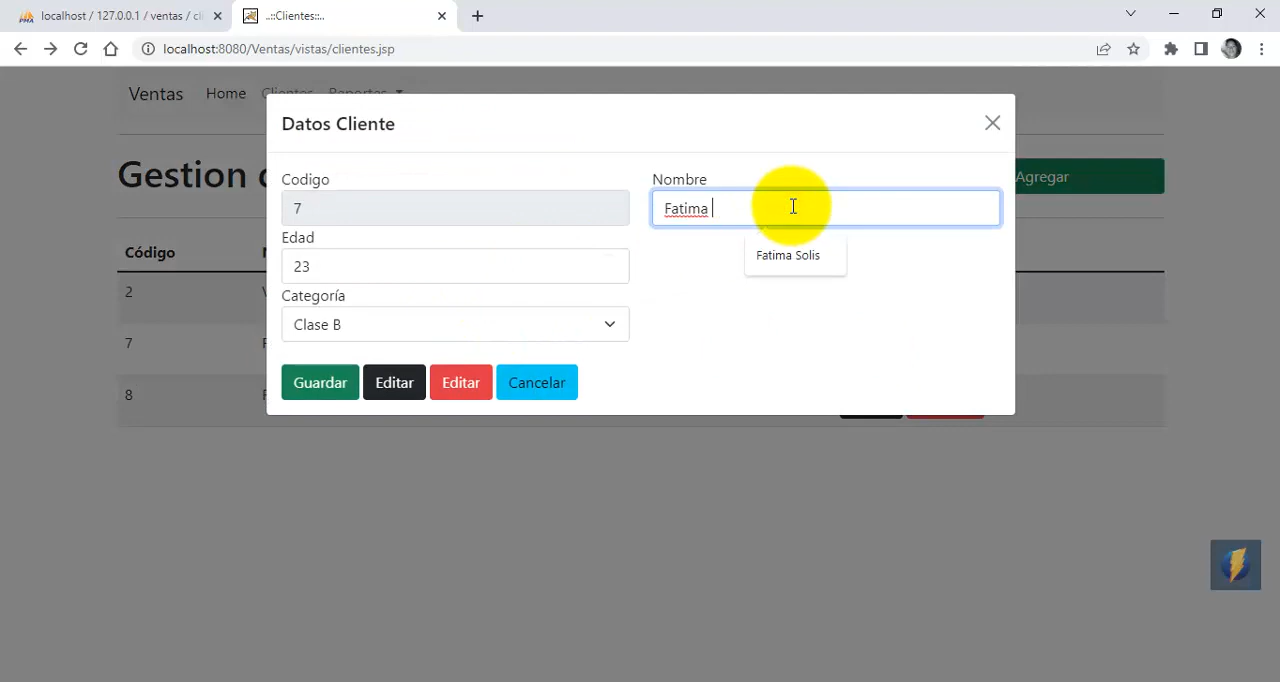 localhost / 127.0.0.1 / ventas / cli
..::Clientes::..
localhost:8080/Ventas/vistas/clientes.jsp
Ventas Home Clientes Reportes
Datos Cliente
Gestion
Agregar
Codigo
7
Nombre
Fatima
Fatima Solis
Edad
23
Categoría
Clase B
Guardar Editar Editar Cancelar
Código
2
7
8